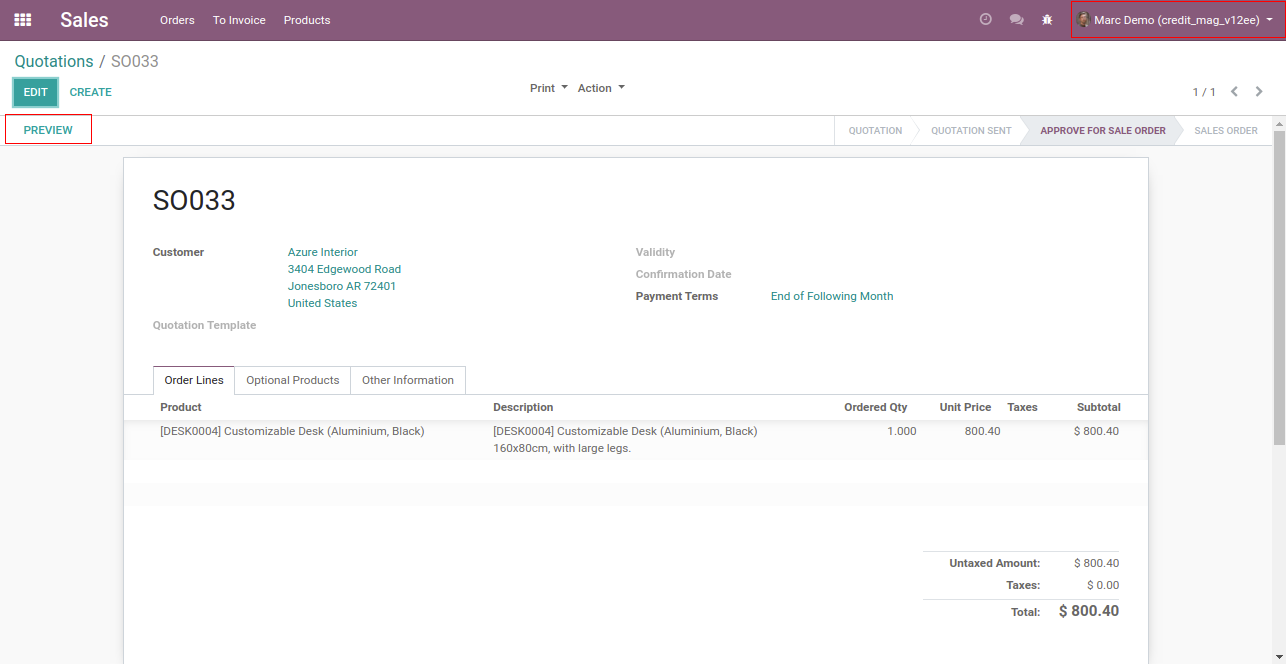 Sales Orders To Invoice Products Marc Demo (credit_mag_v12ee)
Quotations / SO033
EDIT CREATE Print Action 1 / 1
PREVIEW QUOTATION QUOTATION SENT APPROVE FOR SALE ORDER SALES ORDER
SO033
Customer Azure Interior Validity
3404 Edgewood Road Confirmation Date
Jonesboro AR 72401 Payment Terms End of Following Month
United States
Quotation Template
Order Lines Optional Products Other Information
Product Description Ordered Qty Unit Price Taxes Subtotal
[DESK0004] Customizable Desk (Aluminium, Black) [DESK0004] Customizable Desk (Aluminium, Black) 1.000 800.40 $ 800.40
160x80cm, with large legs.
Untaxed Amount: $ 800.40
Taxes: $ 0.00
Total: $ 800.40